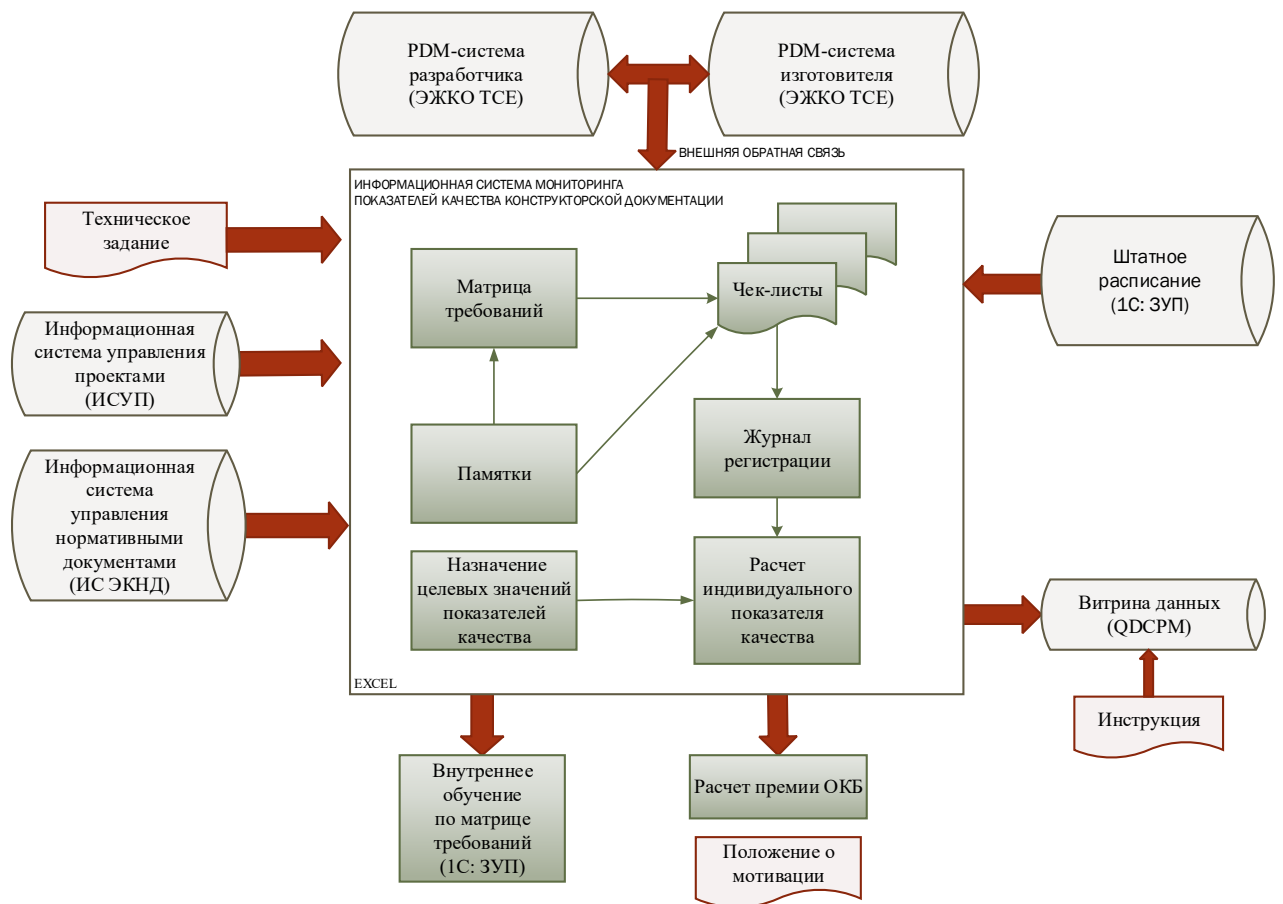 PDM-система
разработчика
(ЭЖКО ТСЕ)
PDM-система
изготовителя
(ЭЖКО ТСЕ)
ВНЕШНЯЯ ОБРАТНАЯ СВЯЗЬ
ИНФОРМАЦИОННАЯ СИСТЕМА МОНИТОРИНГА
ПОКАЗАТЕЛЕЙ КАЧЕСТВА КОНСТРУКТОРСКОЙ ДОКУМЕНТАЦИИ
Техническое
задание
Информационная
система управления
проектами
(ИСУП)
Информационная
система
управления
нормативными
документами
(ИС ЭКНД)
Матрица
требований
Чек-листы
Памятки
Журнал
регистрации
Назначение
целевых значений
показателей
качества
Расчет
индивидуального
показателя
качества
EXCEL
Штатное
расписание
(1С: ЗУП)
Витрина данных
(QDCPM)
Инструкция
Внутреннее
обучение
по матрице
требований
(1С: ЗУП)
Расчет премии ОКБ
Положение о
мотивации